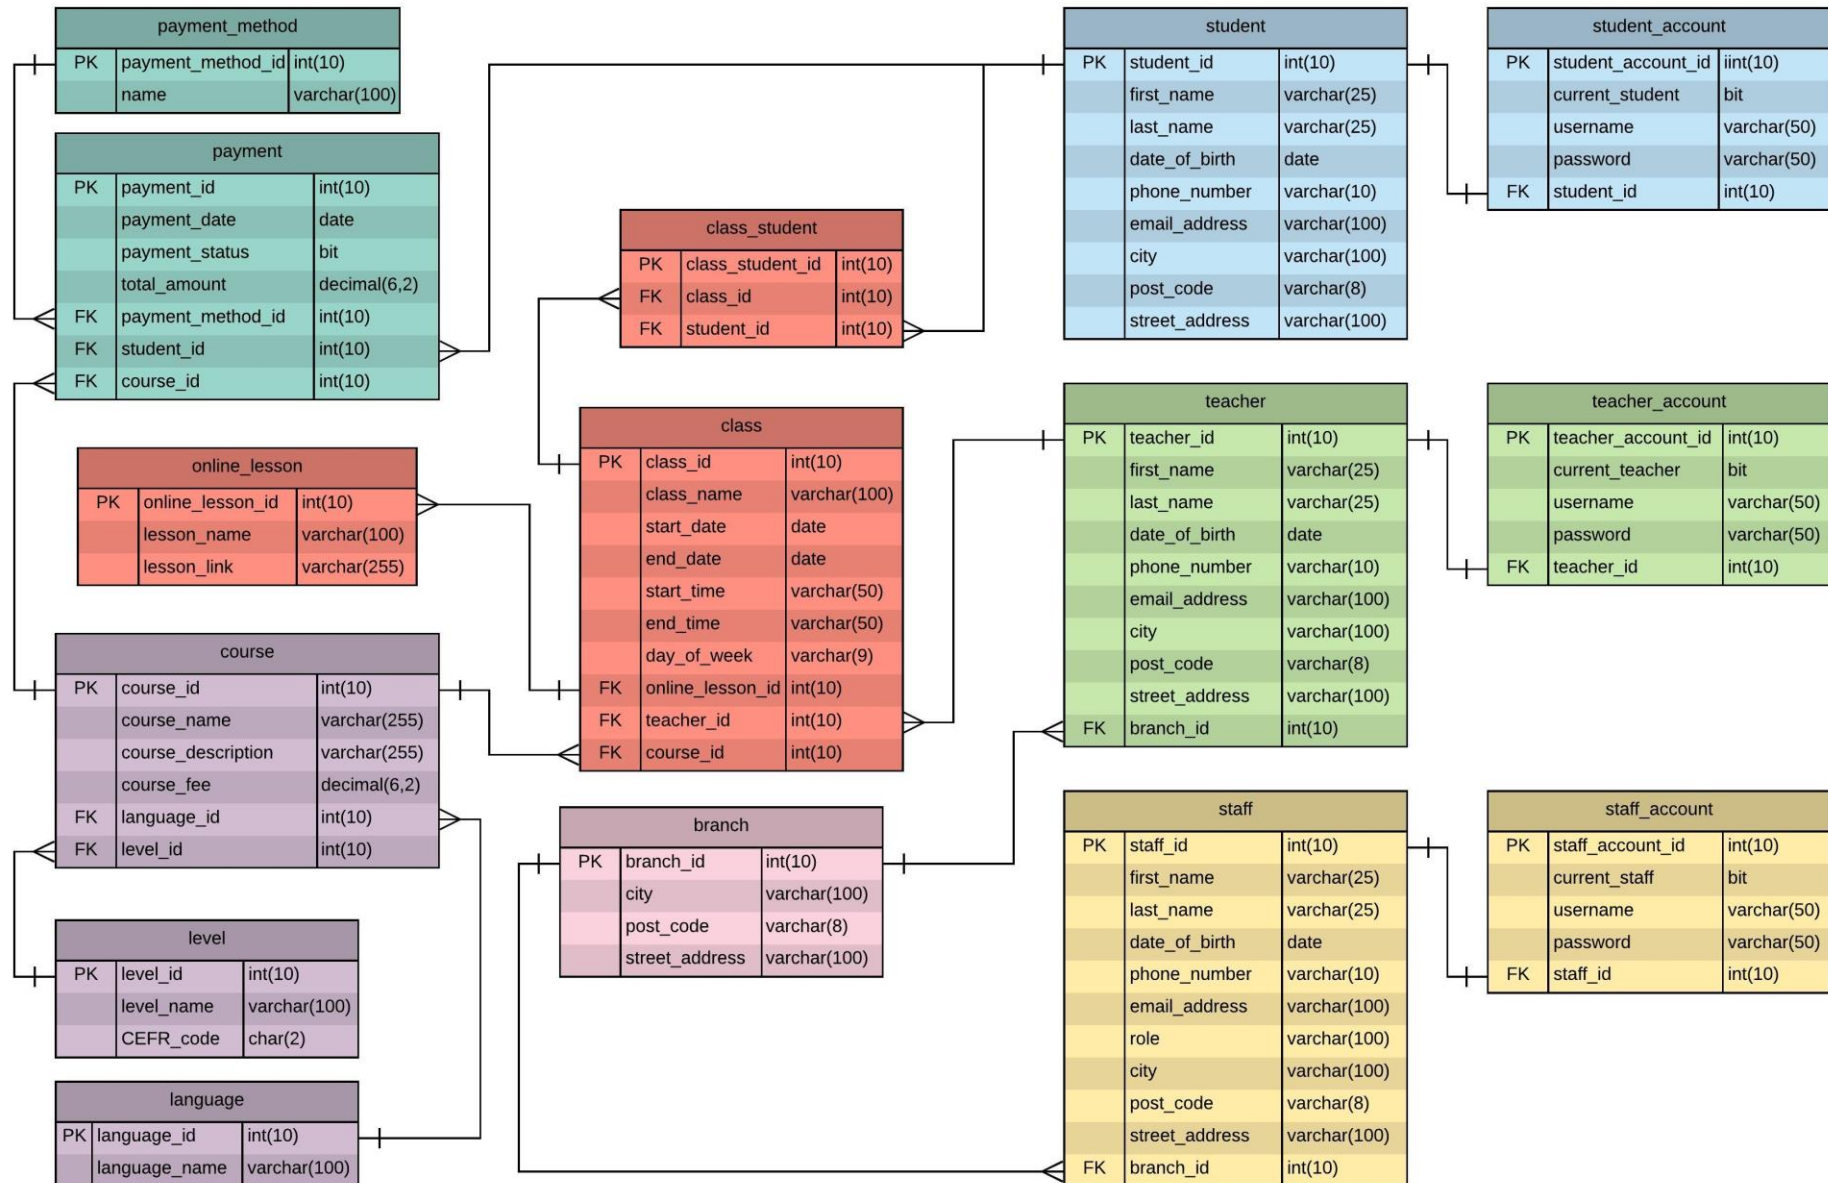 payment_method
PK payment_method_id int(10)
name varchar(100)
payment
PK payment_id int(10)
payment_date date
payment_status bit
total_amount decimal(6,2)
FK payment_method_id int(10)
FK student_id int(10)
FK course_id int(10)
online_lesson
PK online_lesson_id int(10)
lesson_name varchar(100)
lesson_link varchar(255)
course
PK course_id int(10)
course_name varchar(255)
course_description varchar(255)
course_fee decimal(6,2)
FK language_id int(10)
FK level_id int(10)
level
PK level_id int(10)
level_name varchar(100)
CEFR_code char(2)
language
PK language_id int(10)
language_name varchar(100)
class_student
PK class_student_id int(10)
FK class_id int(10)
FK student_id int(10)
class
PK class_id int(10)
class_name varchar(100)
start_date date
end_date date
start_time varchar(50)
end_time varchar(50)
day_of_week varchar(9)
FK online_lesson_id int(10)
FK teacher_id int(10)
FK course_id int(10)
branch
PK branch_id int(10)
city varchar(100)
post_code varchar(8)
street_address varchar(100)
student
PK student_id int(10)
first_name varchar(25)
last_name varchar(25)
date_of_birth date
phone_number varchar(10)
email_address varchar(100)
city varchar(100)
post_code varchar(8)
street_address varchar(100)
teacher
PK teacher_id int(10)
first_name varchar(25)
last_name varchar(25)
date_of_birth date
phone_number varchar(10)
email_address varchar(100)
city varchar(100)
post_code varchar(8)
street_address varchar(100)
FK branch_id int(10)
staff
PK staff_id int(10)
first_name varchar(25)
last_name varchar(25)
date_of_birth date
phone_number varchar(10)
email_address varchar(100)
role varchar(100)
city varchar(100)
post_code varchar(8)
street_address varchar(100)
FK branch_id int(10)
student_account
PK student_account_id iint(10)
current_student bit
username varchar(50)
password varchar(50)
FK student_id int(10)
teacher_account
PK teacher_account_id int(10)
current_teacher bit
username varchar(50)
password varchar(50)
FK teacher_id int(10)
staff_account
PK staff_account_id int(10)
current_staff bit
username varchar(50)
password varchar(50)
FK staff_id int(10)